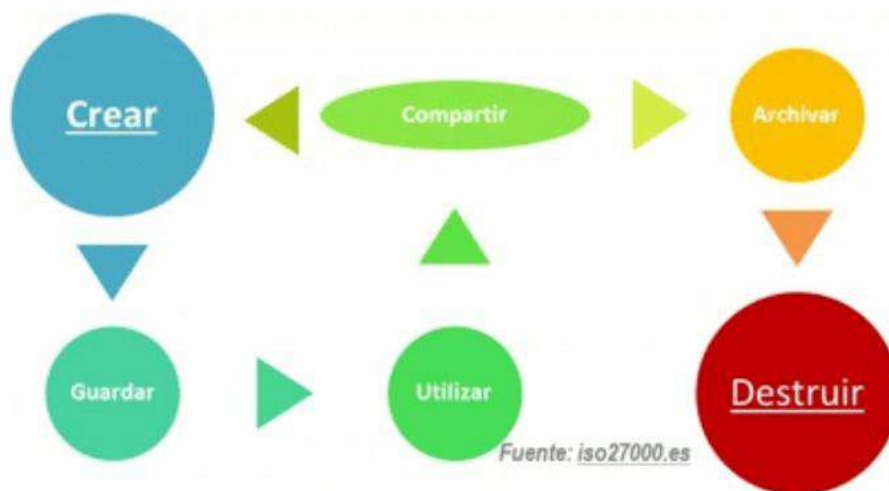 Crear
Compartir
Archivar
Guardar
Utilizar
Destruir
Fuente: iso27000.es